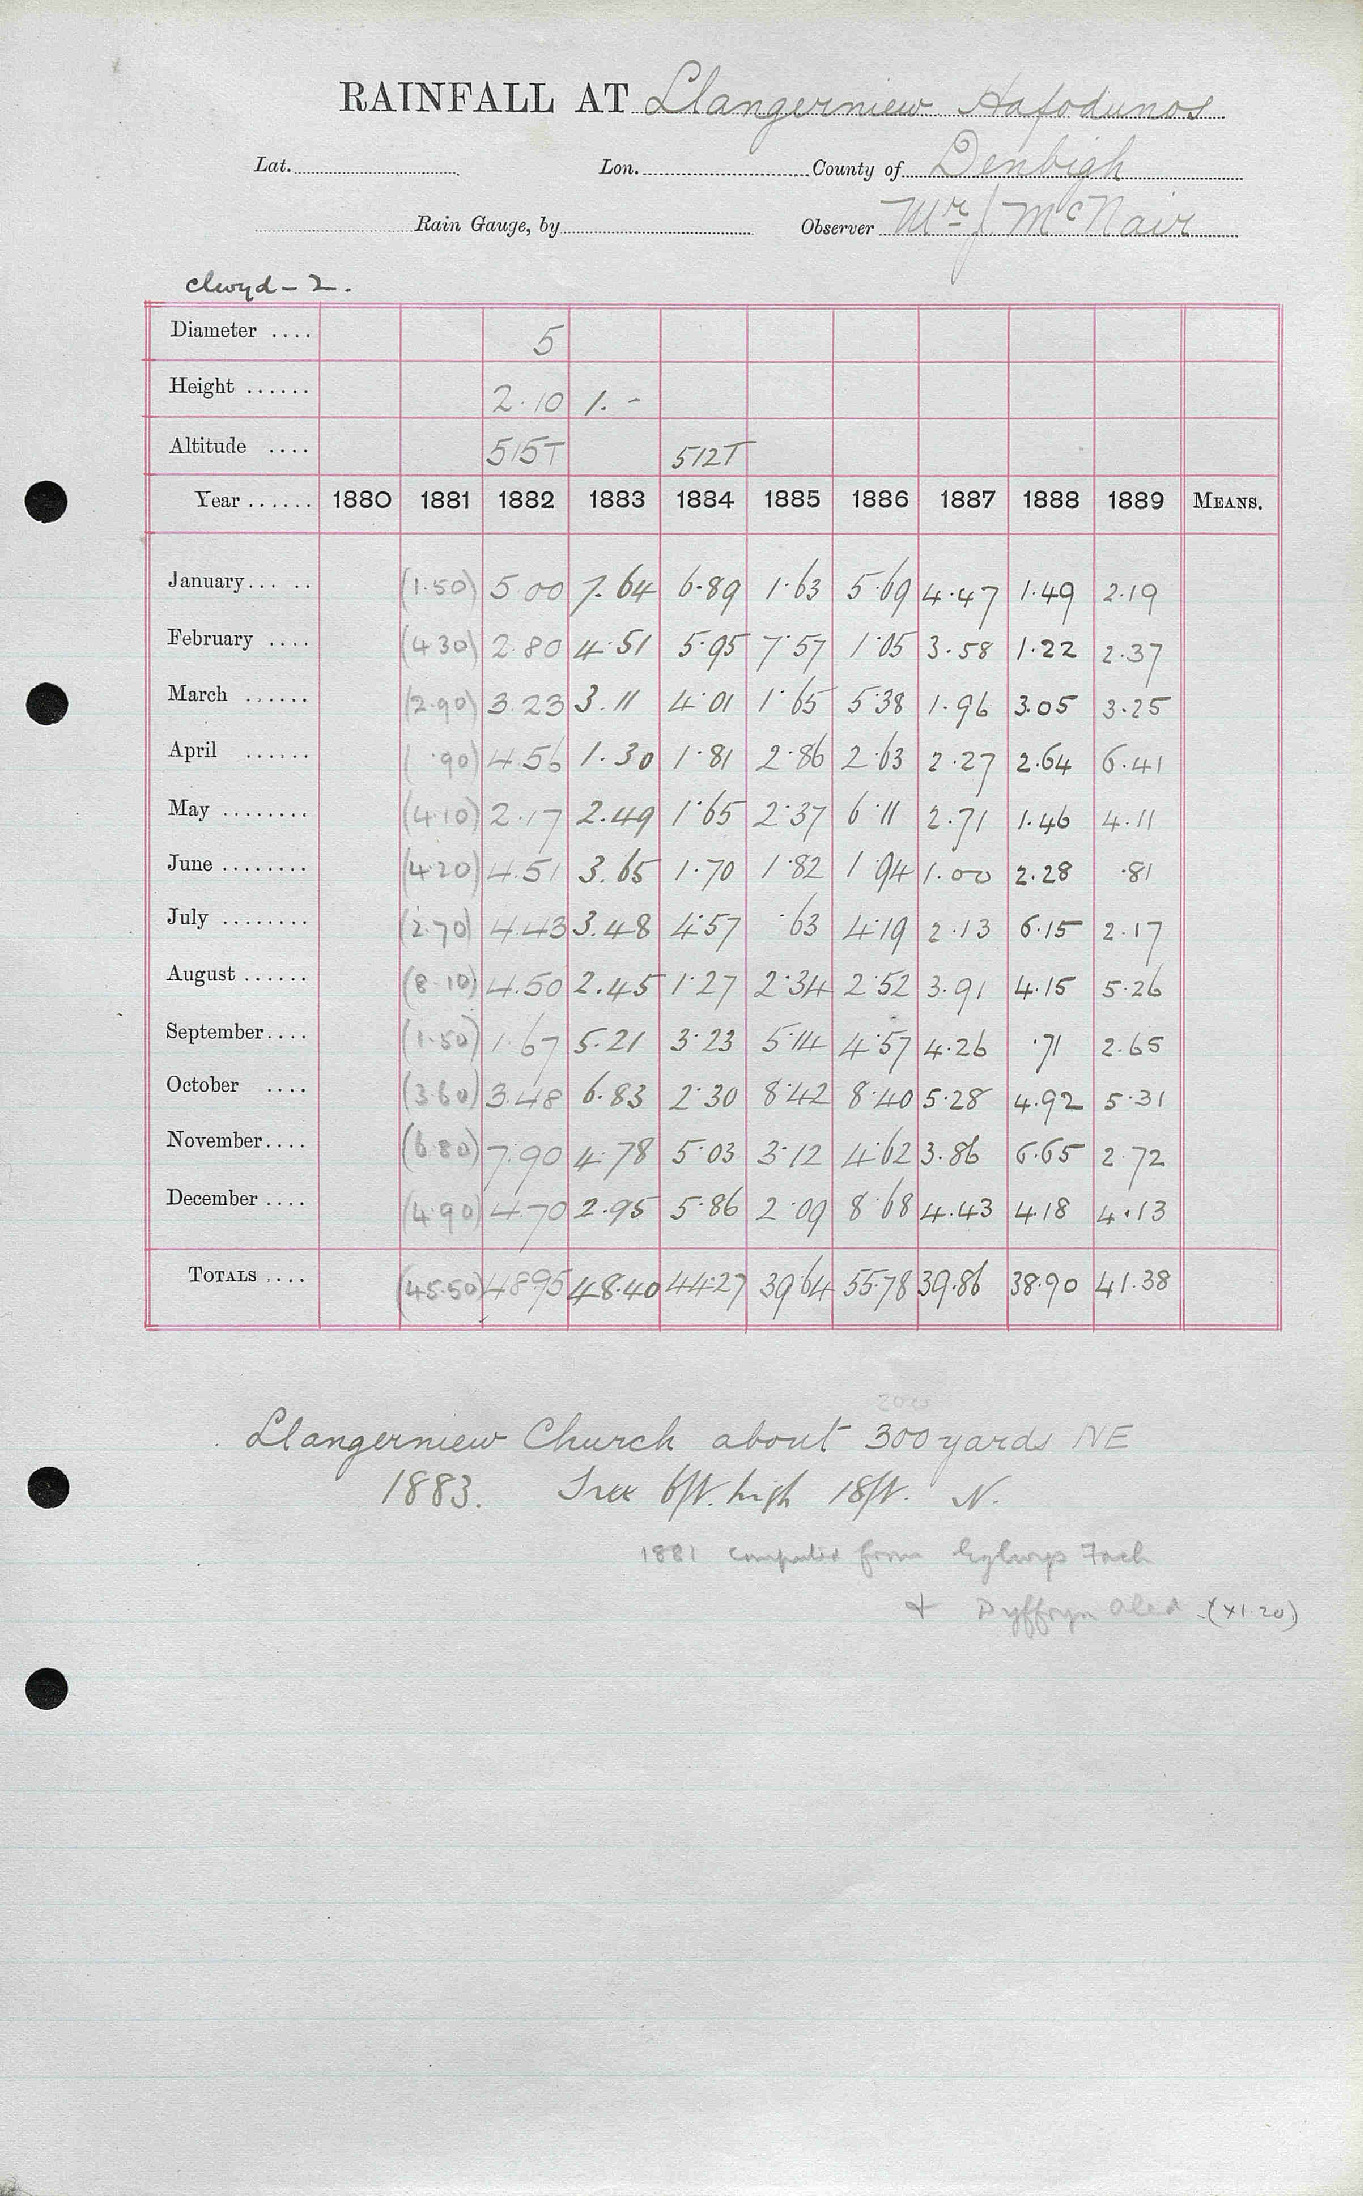 RAINFALL AT Llangerniew Hafodunos
Lat. Lon. County of Denbigh
Rain Gauge, by Observer Mr J McNair
Clwyd - 2.
Diameter .... 5
Height ...... 2.10 1. -
Altitude .... 515T 512T
Year ...... 1880 1881 1882 1883 1884 1885 1886 1887 1888 1889 MEANS.
January... .. (1.50) 5.00 7.64 6.89 1.63 5.69 4.47 1.49 2.19
February .... (4.30) 2.80 4.51 5.95 7.57 1.05 3.58 1.22 2.37
March ...... (2.90) 3.23 3.11 4.01 1.65 5.38 1.96 3.05 3.25
April ...... ( .90) 4.56 1.30 1.81 2.86 2.63 2.27 2.64 6.41
May ........ (4.10) 2.17 2.49 1.65 2.37 6.11 2.71 1.46 4.11
June ........ (4.20) 4.51 3.65 1.70 1.82 1.94 1.00 2.28 .81
July ........ (2.70) 4.43 3.48 4.57 .63 4.19 2.13 6.15 2.17
August ...... (8.10) 4.50 2.45 1.27 2.34 2.52 3.91 4.15 5.26
September.... (1.50) 1.67 5.21 3.23 5.14 4.57 4.26 .71 2.65
October .... (3.60) 3.48 6.83 2.30 8.42 8.40 5.28 4.92 5.31
November.... (6.80) 7.90 4.78 5.03 3.12 4.62 3.86 6.65 2.72
December .... (4.90) 4.70 2.95 5.86 2.09 8.68 4.43 4.18 4.13
TOTALS .... (45.50) 48.95 48.40 44.27 39.64 55.78 39.86 38.90 41.38
200
Llangerniew Church about 300 yards NE
1883. Tree 6ft. high 18ft. N.
1881 computed from Eglwys Fach
+ Dyffryn Aled (x1.20)